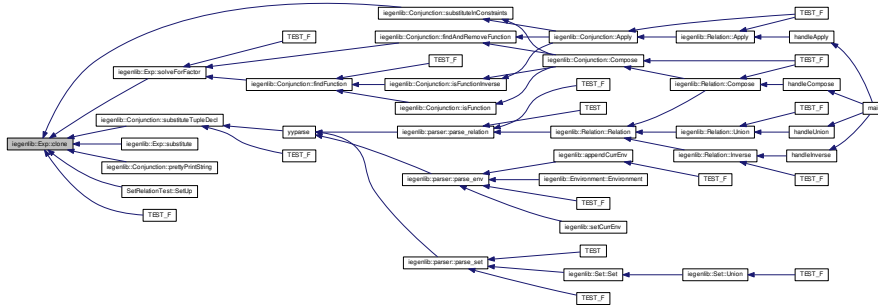 iegenlib::Conjunction::substituteInConstraints
TEST_F
iegenlib::Conjunction::findAndRemoveFunction
iegenlib::Conjunction::Apply
iegenlib::Relation::Apply
handleApply
TEST_F
iegenlib::Exp::solveForFactor
TEST_F
iegenlib::Conjunction::Compose
TEST_F
iegenlib::Conjunction::findFunction
iegenlib::Conjunction::isFunctionInverse
TEST_F
iegenlib::Relation::Compose
handleCompose
iegenlib::Conjunction::isFunction
TEST
main
iegenlib::Conjunction::substituteTupleDecl
TEST_F
yyparse
iegenlib::parser::parse_relation
iegenlib::Relation::Relation
iegenlib::Relation::Union
handleUnion
iegenlib::Exp::clone
iegenlib::Exp::substitute
TEST_F
iegenlib::appendCurrEnv
iegenlib::Relation::Inverse
handleInverse
iegenlib::Conjunction::prettyPrintString
iegenlib::parser::parse_env
iegenlib::Environment::Environment
TEST_F
TEST_F
SetRelationTest::SetUp
TEST_F
TEST_F
iegenlib::setCurrEnv
TEST
iegenlib::parser::parse_set
iegenlib::Set::Set
iegenlib::Set::Union
TEST_F
TEST_F